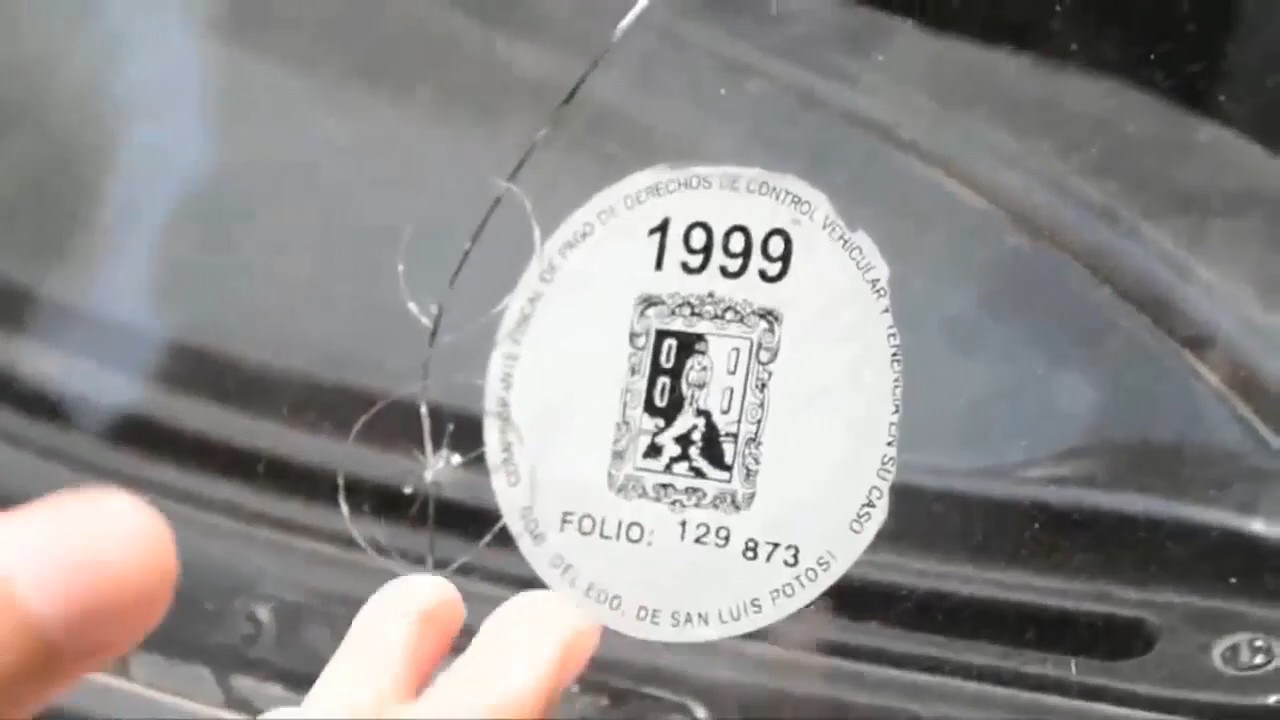 COMPROBANTE FISCAL DE PAGO DE DERECHOS DE CONTROL VEHICULAR Y TENENCIA EN SU CASO
1999
FOLIO: 129 873
GOB. DEL EDO. DE SAN LUIS POTOSI